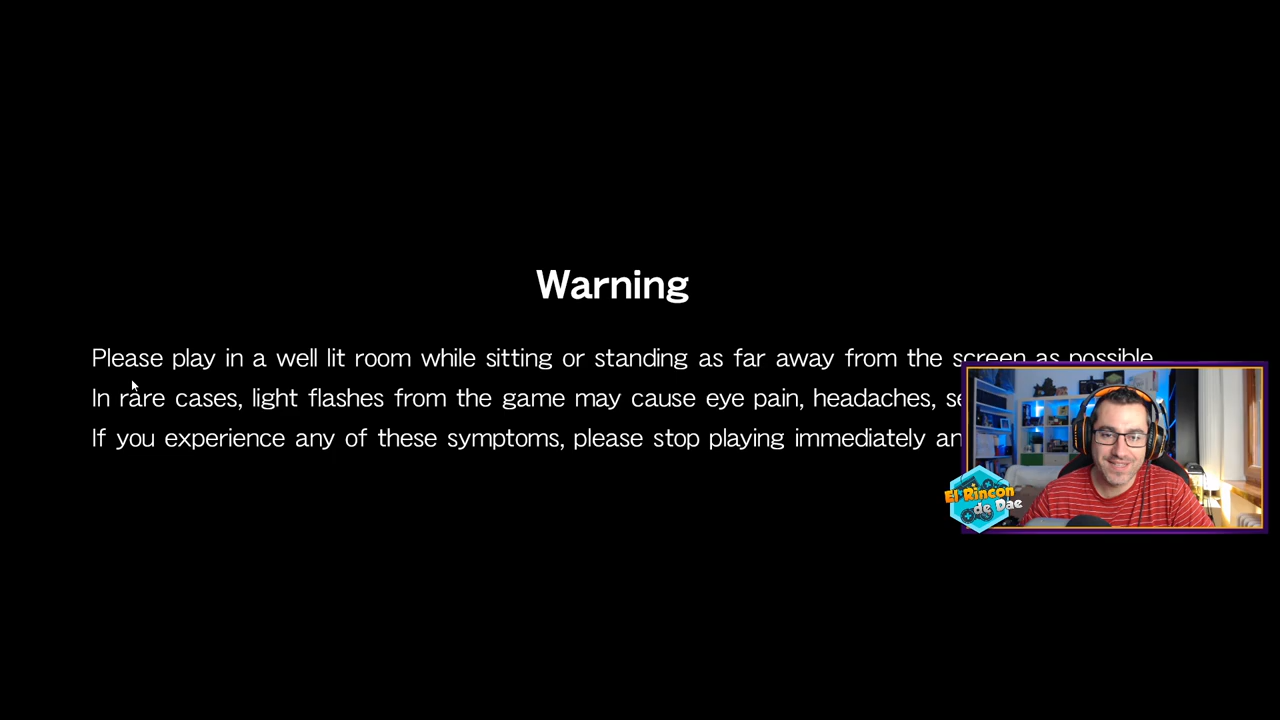 Warning
Please play in a well lit room while sitting or standing as far away from the screen as possible
In rare cases, light flashes from the game may cause eye pain, headaches,
If you experience any of these symptoms, please stop playing immediately
El Rincon
de Dae